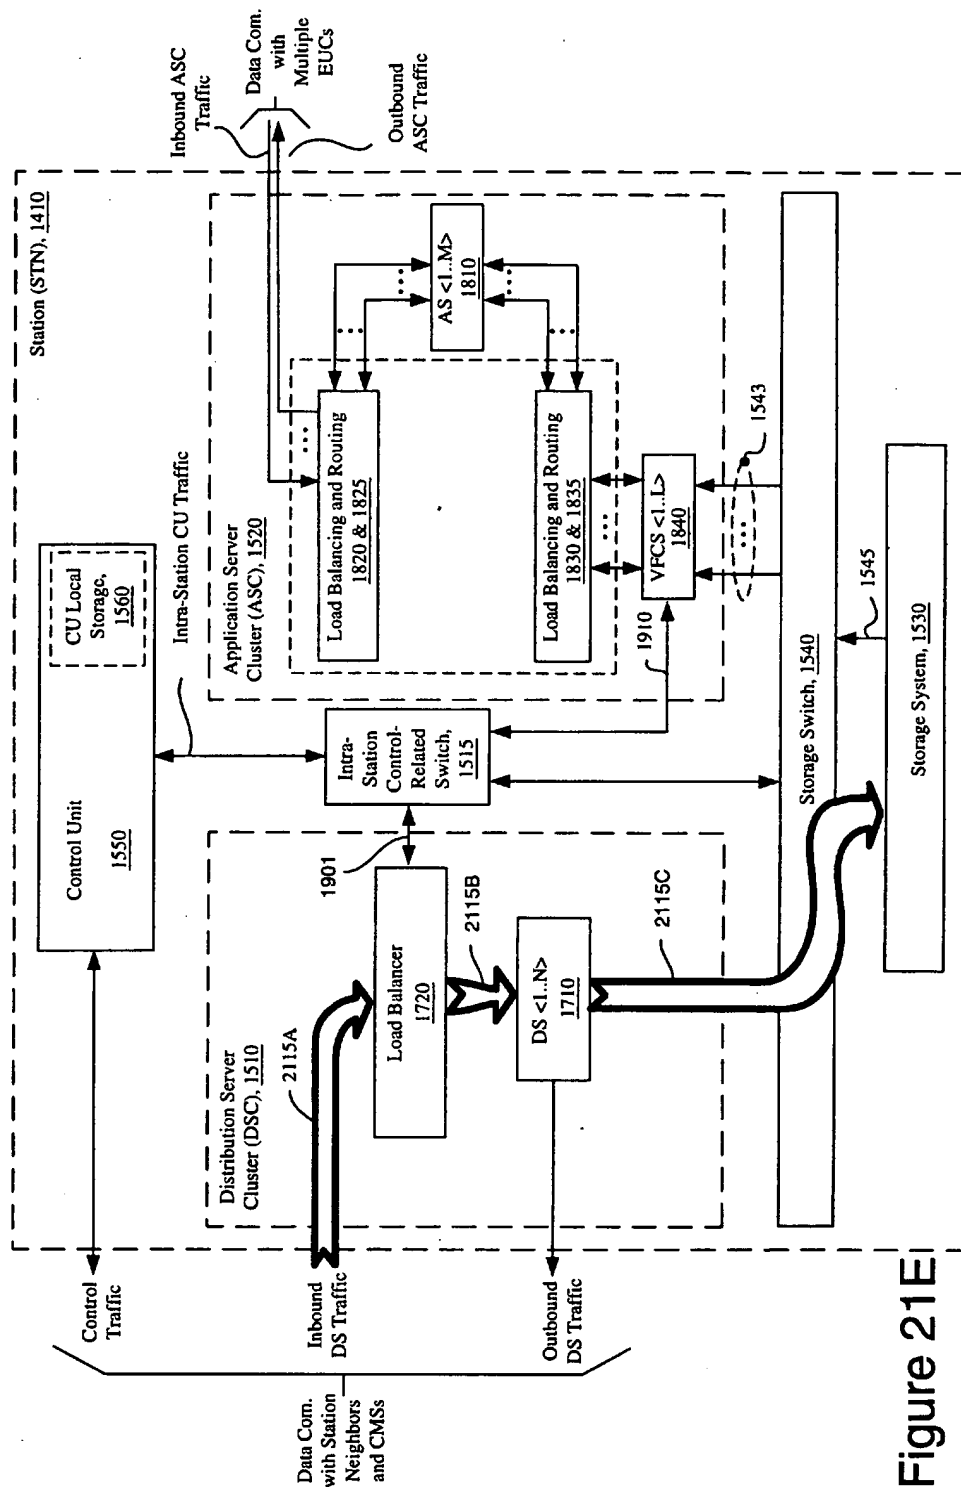 Station (STN), 1410
Control Unit
1550
CU Local
Storage,
1560
Control
Traffic
Intra-Station CU Traffic
Inbound ASC
Traffic
Data Com.
with
Multiple
EUCs
Outbound
ASC Traffic
Data Com.
with Station
Neighbors
and CMSs
Inbound
DS Traffic
Outbound
DS Traffic
Distribution Server
Cluster (DSC), 1510
2115A
Load Balancer
1720
2115B
DS <1..N>
1710
2115C
1901
Intra-
Station
Control-
Related
Switch,
1515
Application Server
Cluster (ASC), 1520
Load Balancing and Routing
1820 & 1825
AS <1..M>
1810
Load Balancing and Routing
1830 & 1835
VFCS <1..L>
1840
1910
1543
Storage Switch, 1540
1545
Storage System, 1530
Figure 21E